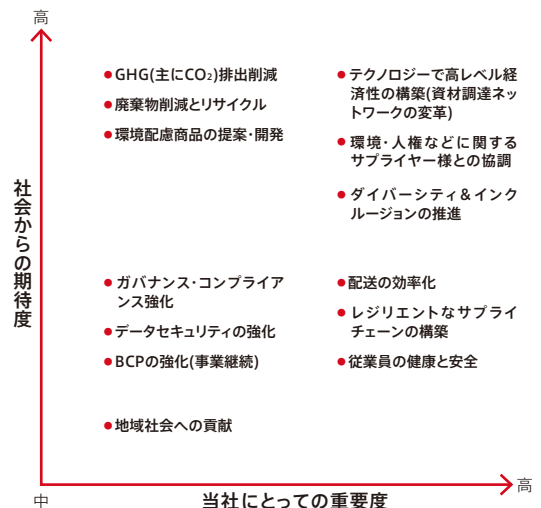 高
●GHG(主にCO₂)排出削減
●廃棄物削減とリサイクル
●環境配慮商品の提案・開発
●テクノロジーで高レベル経
済性の構築(資材調達ネッ
トワークの変革)
●環境・人権などに関する
サプライヤー様との協調
●ダイバーシティ&インク
ルージョンの推進
社会からの期待度
●ガバナンス・コンプライア
ンス強化
●データセキュリティの強化
●BCPの強化(事業継続)
●配送の効率化
●レジリエントなサプライ
チェーンの構築
●従業員の健康と安全
●地域社会への貢献
中
当社にとっての重要度
高